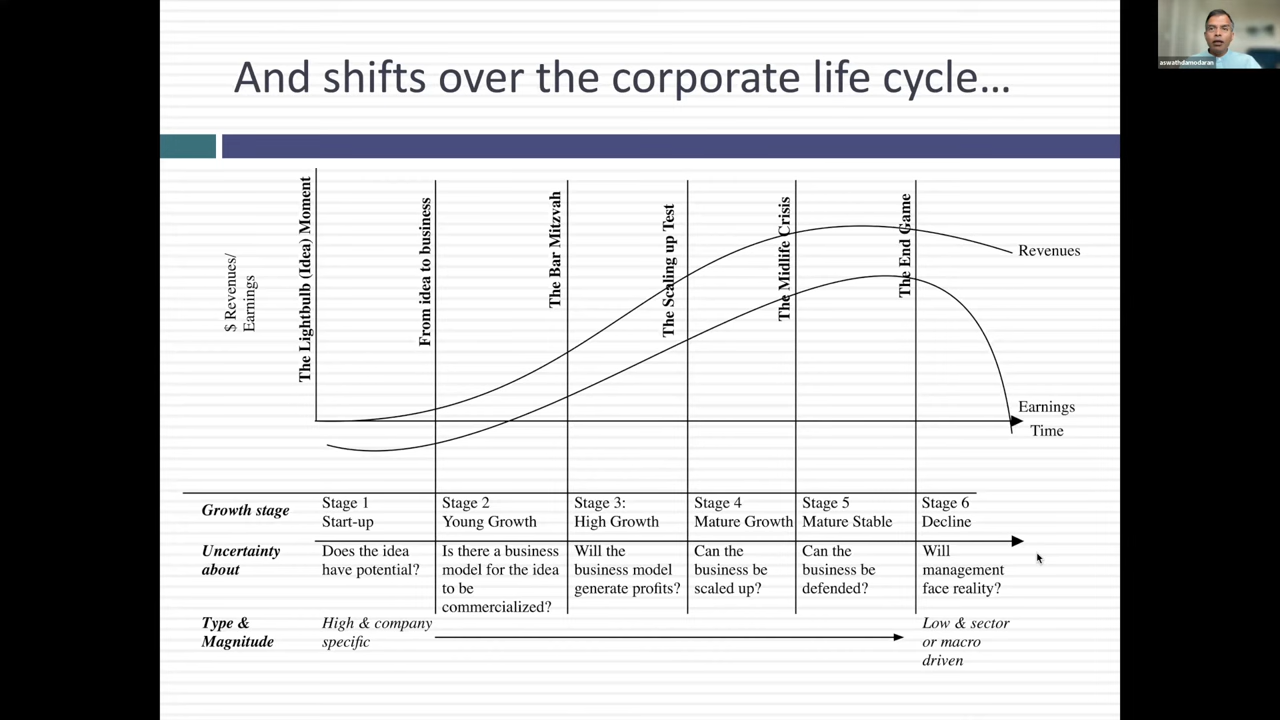 And shifts over the corporate life cycle…
aswathdamodaran
$ Revenues/
Earnings
The Lightbulb (Idea) Moment
From idea to business
The Bar Mitzvah
The Scaling up Test
The Midlife Crisis
The End Game
Revenues
Earnings
Time
Growth stage
Stage 1
Start-up
Stage 2
Young Growth
Stage 3:
High Growth
Stage 4
Mature Growth
Stage 5
Mature Stable
Stage 6
Decline
Uncertainty
about
Does the idea
have potential?
Is there a business
model for the idea
to be
commercialized?
Will the
business model
generate profits?
Can the
business be
scaled up?
Can the
business be
defended?
Will
management
face reality?
Type &
Magnitude
High & company
specific
Low & sector
or macro
driven